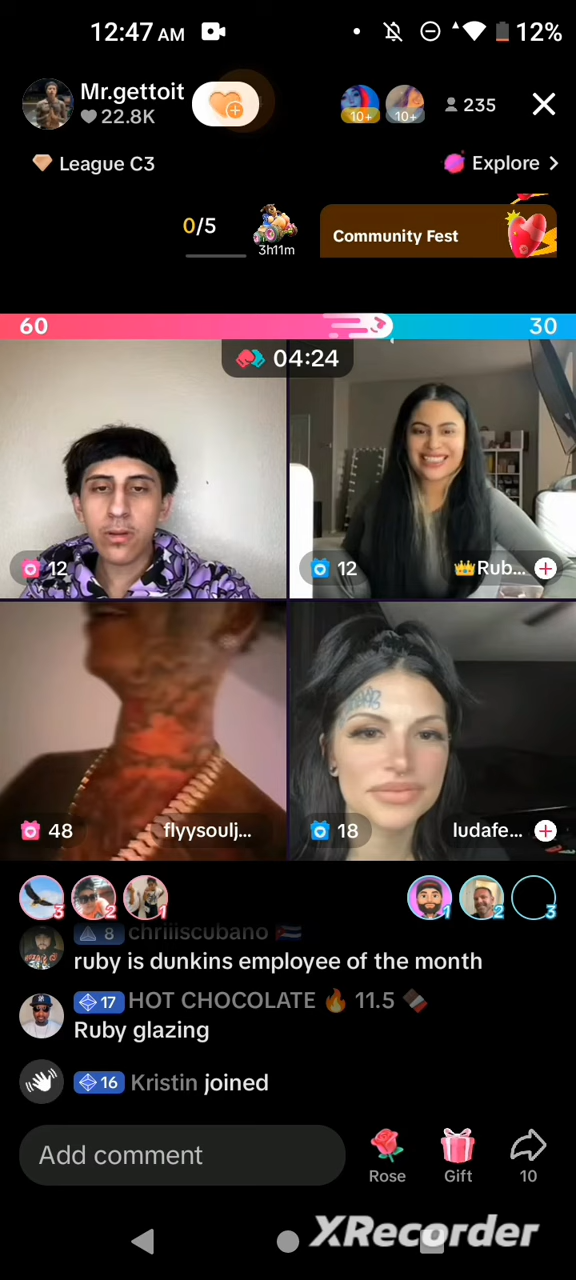 12:47 AM
12%
Mr.gettoit
22.8K
10+
10+
235
League C3
Explore
0/5
3h11m
Community Fest
60
30
04:24
12
12
Rub...
48
flyysoulj...
18
ludafe...
3
2
1
1
2
3
8 chriiiscubano
ruby is dunkins employee of the month
17 HOT CHOCOLATE 11.5
Ruby glazing
16 Kristin joined
Add comment
Rose
Gift
10
XRecorder